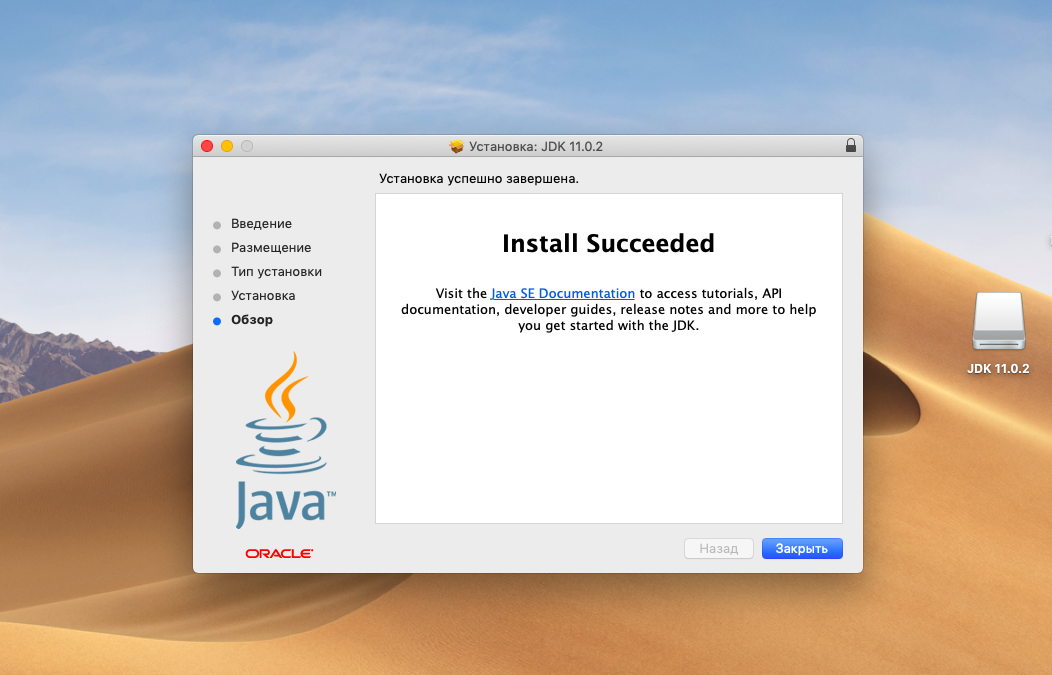 Установка: JDK 11.0.2
Установка успешно завершена.
Введение
Размещение
Тип установки
Установка
Обзор
Install Succeeded
Visit the Java SE Documentation to access tutorials, API
documentation, developer guides, release notes and more to help
you get started with the JDK.
Java™
ORACLE®
Назад
Закрыть
JDK 11.0.2